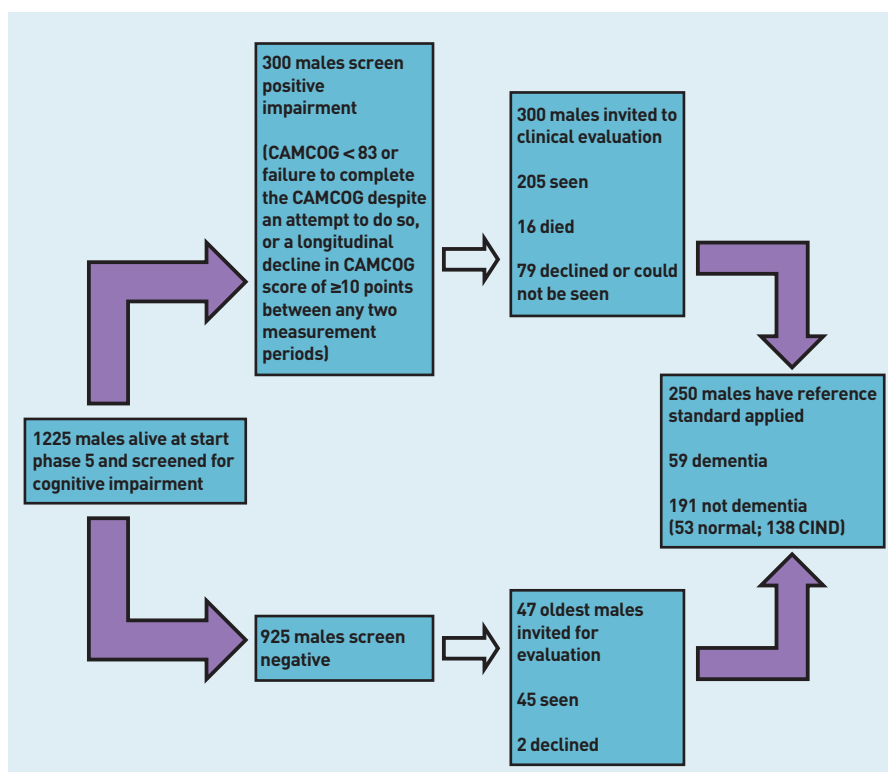 300 males screen
positive
impairment
(CAMCOG < 83 or
failure to complete
the CAMCOG despite
an attempt to do so,
or a longitudinal
decline in CAMCOG
score of ≥10 points
between any two
measurement
periods)
300 males invited to
clinical evaluation
205 seen
16 died
79 declined or could
not be seen
1225 males alive at start
phase 5 and screened for
cognitive impairment
250 males have reference
standard applied
59 dementia
191 not dementia
(53 normal; 138 CIND)
925 males screen
negative
47 oldest males
invited for
evaluation
45 seen
2 declined